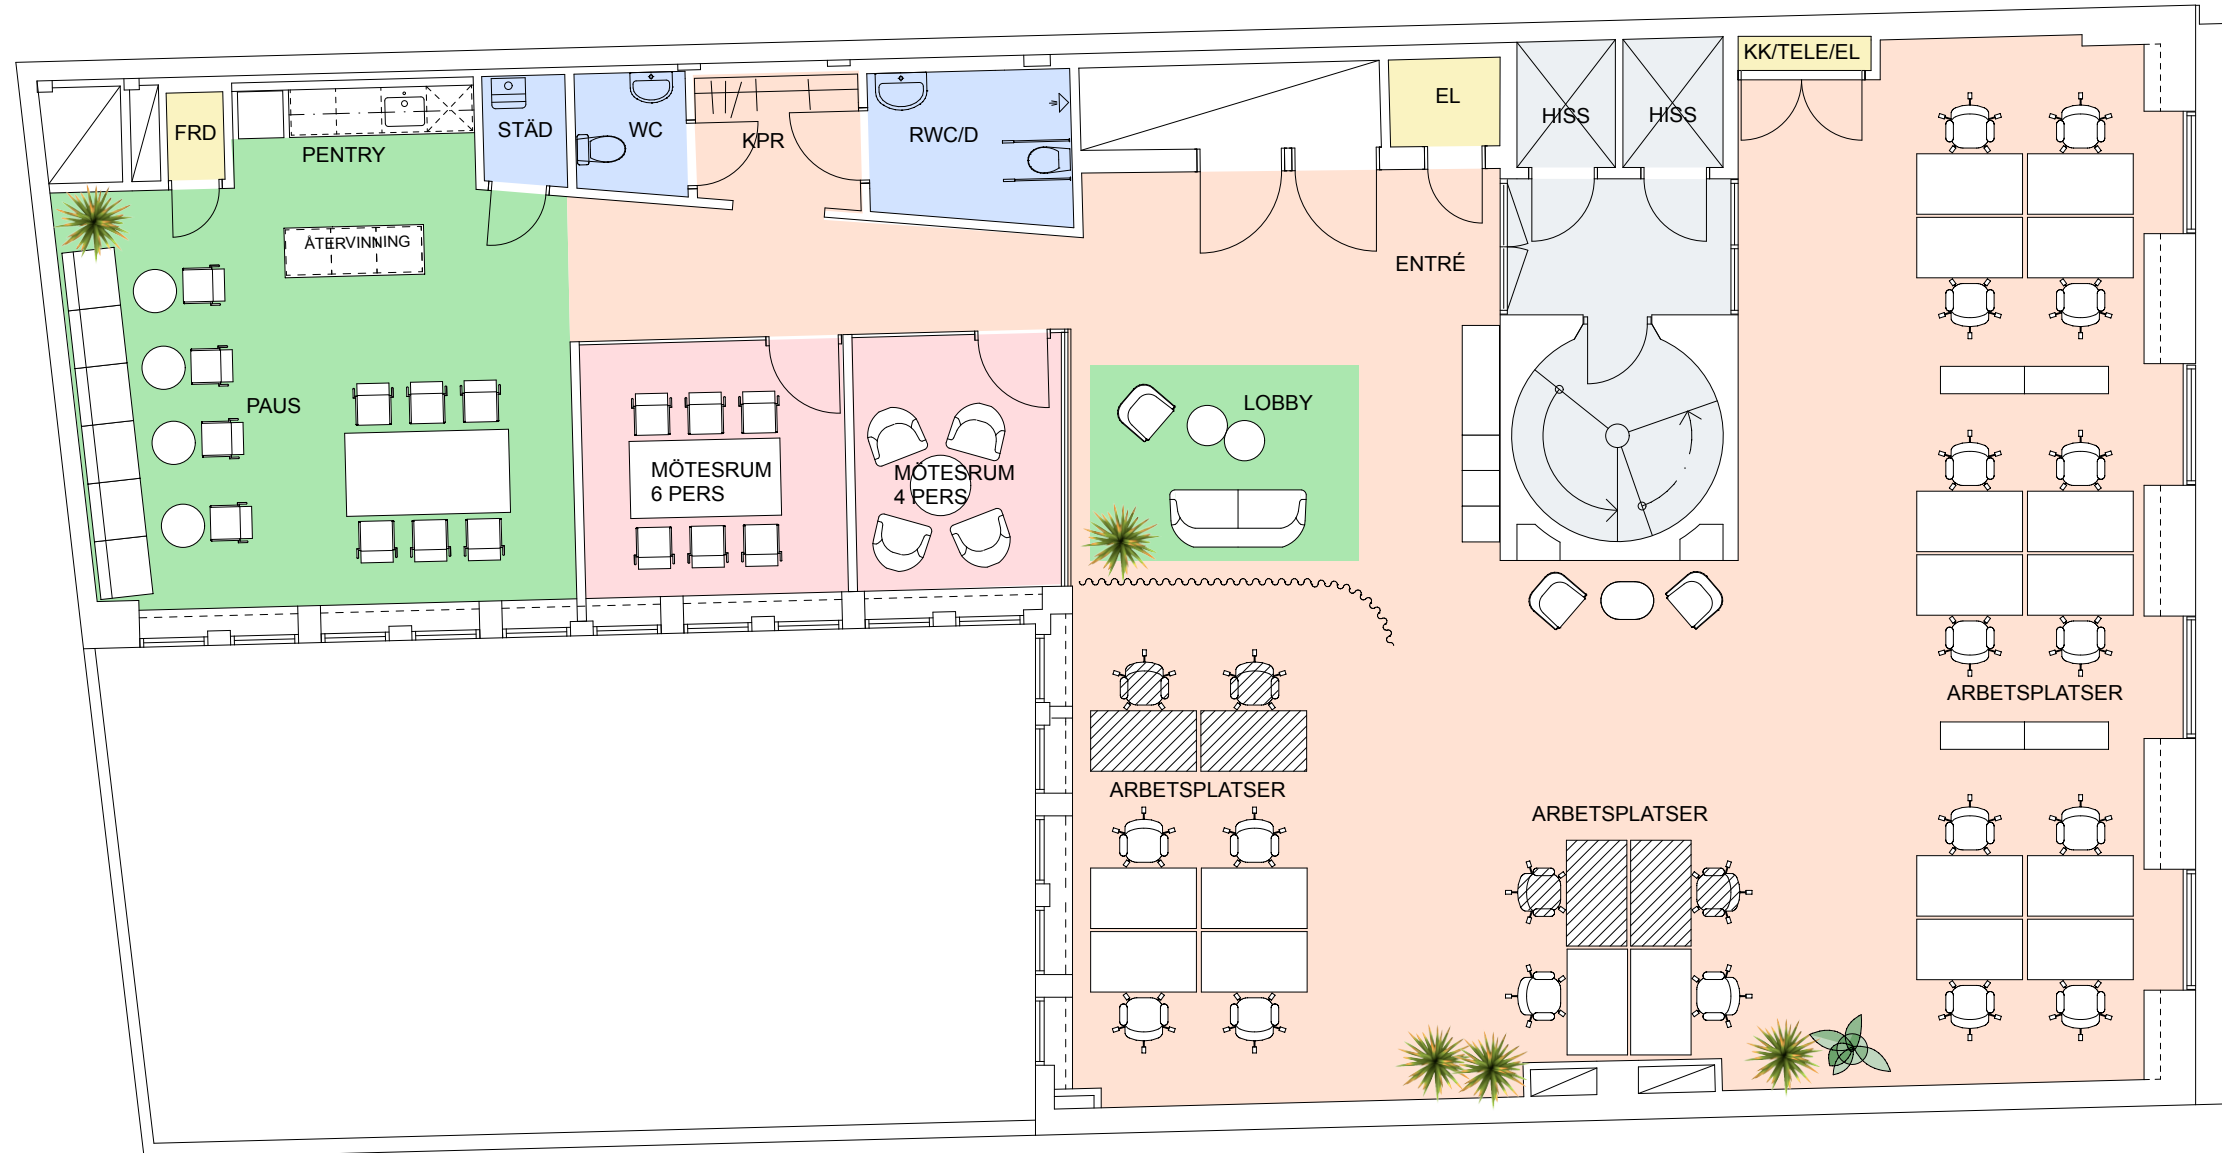 KK/TELE/EL
FRD
PENTRY
STÄD
WC
KPR
RWC/D
EL
HISS
HISS
ÅTERVINNING
ENTRÉ
PAUS
LOBBY
MÖTESRUM
6 PERS
MÖTESRUM
4 PERS
ARBETSPLATSER
ARBETSPLATSER
ARBETSPLATSER